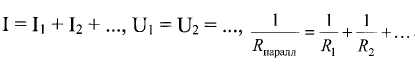 I = I₁ + I₂ + ..., U₁ = U₂ = ..., 1/Rпаралл = 1/R₁ + 1/R₂ + ....